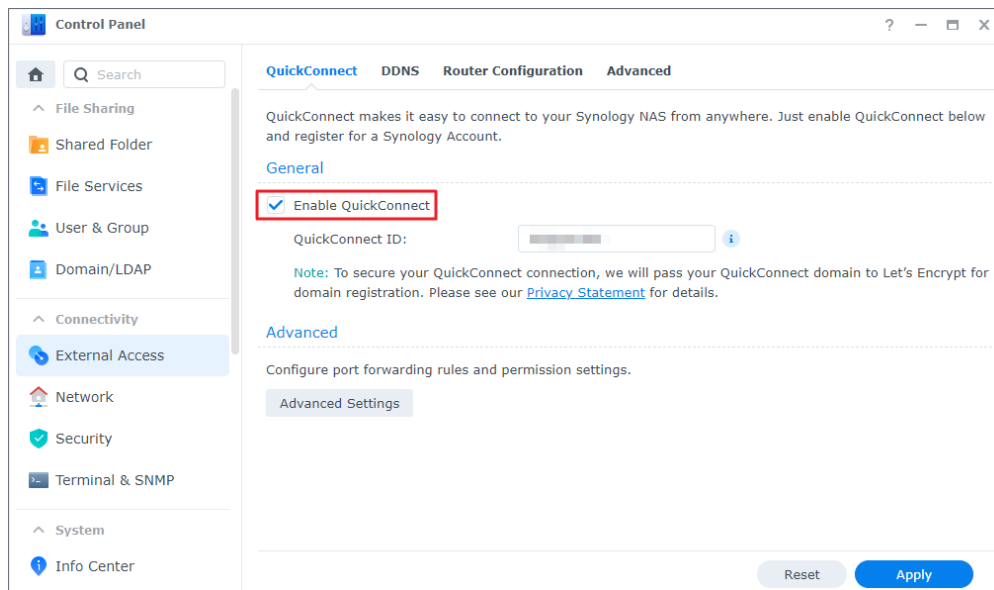 Control Panel
?
Search
File Sharing
Shared Folder
File Services
User & Group
Domain/LDAP
Connectivity
External Access
Network
Security
Terminal & SNMP
System
Info Center
QuickConnect DDNS Router Configuration Advanced
QuickConnect makes it easy to connect to your Synology NAS from anywhere. Just enable QuickConnect below
and register for a Synology Account.
General
Enable QuickConnect
QuickConnect ID:
Note: To secure your QuickConnect connection, we will pass your QuickConnect domain to Let's Encrypt for
domain registration. Please see our Privacy Statement for details.
Advanced
Configure port forwarding rules and permission settings.
Advanced Settings
Reset Apply